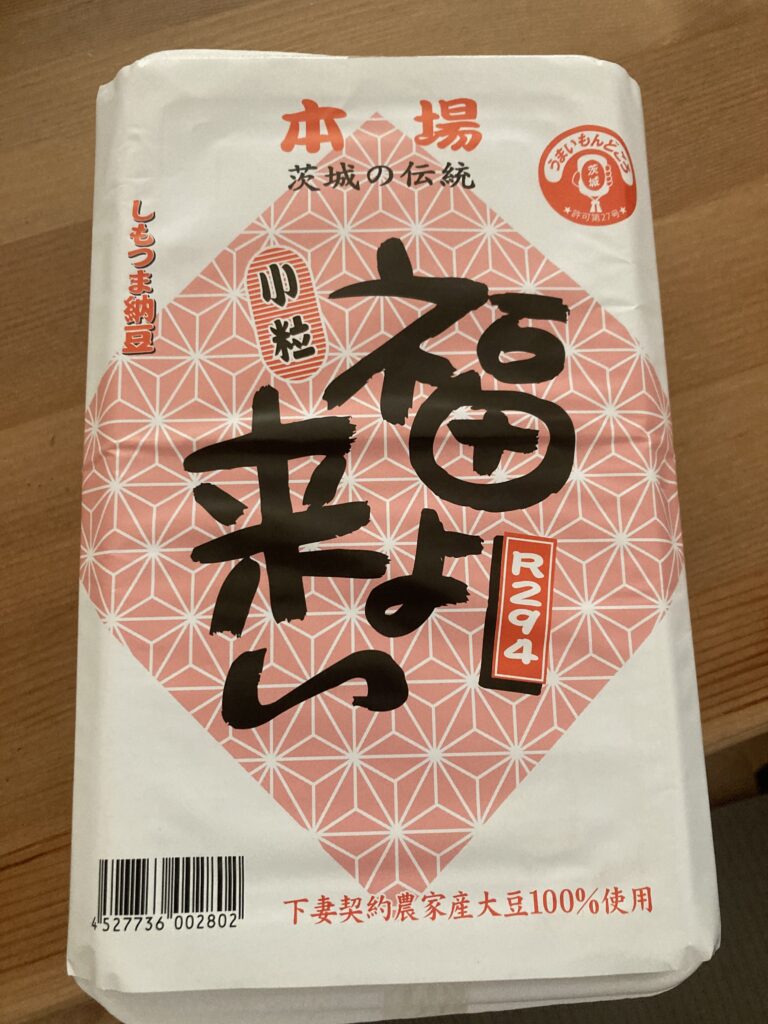 本場
茨城の伝統
うまいもんどころ
茨城
★許可第27号★
しもつま納豆
小粒
福よ
来い
R294
4 527736 002802
下妻契約農家産大豆100%使用